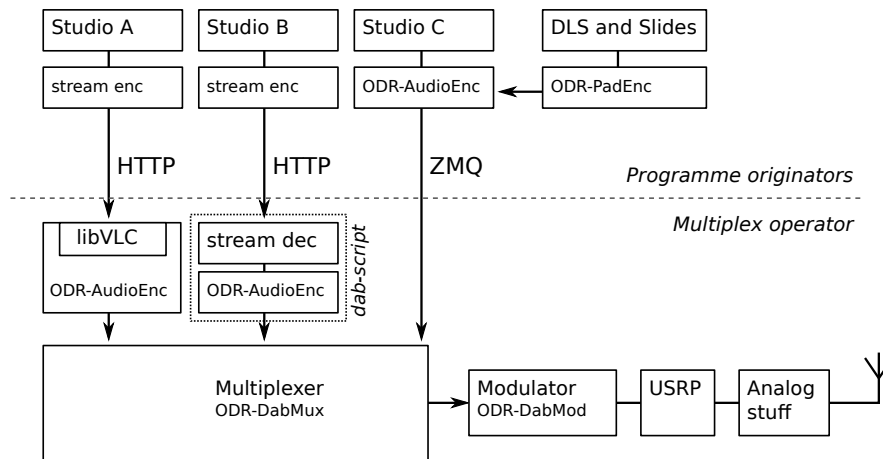 Studio A
Studio B
Studio C
DLS and Slides
stream enc
stream enc
ODR-AudioEnc
ODR-PadEnc
HTTP
HTTP
ZMQ
Programme originators
Multiplex operator
libVLC
ODR-AudioEnc
stream dec
ODR-AudioEnc
dab-script
Multiplexer
ODR-DabMux
Modulator
ODR-DabMod
USRP
Analog
stuff